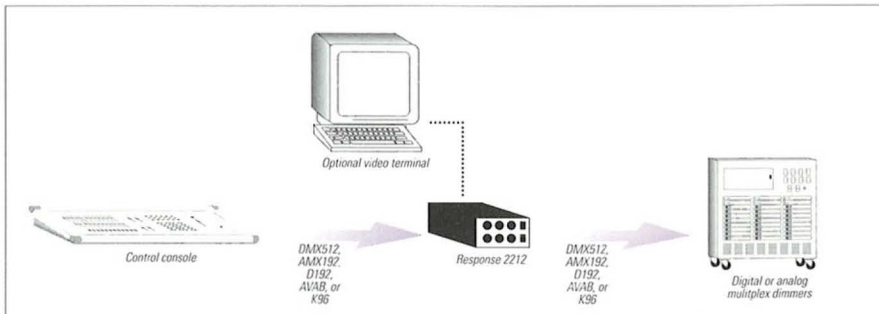 Optional video terminal
Control console
DMX512,
AMX192,
D192,
AVAB, or
K96
Response 2212
DMX512,
AMX192,
D192,
AVAB, or
K96
Digital or analog
mulitplex dimmers